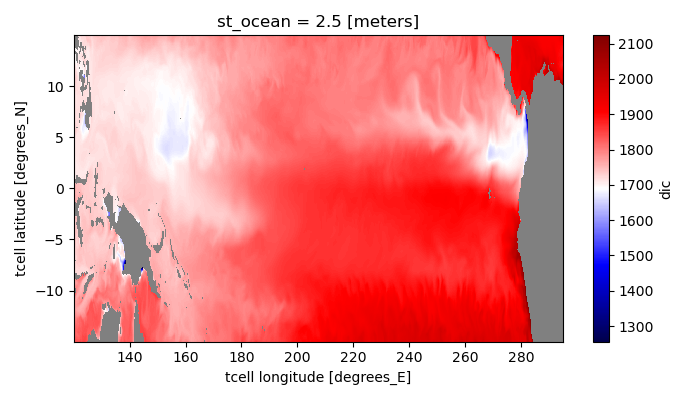 st_ocean = 2.5 [meters]
10
5
0
−5
−10
tcell latitude [degrees_N]
140 160 180 200 220 240 260 280
tcell longitude [degrees_E]
2100
2000
1900
1800
1700
1600
1500
1400
1300
dic